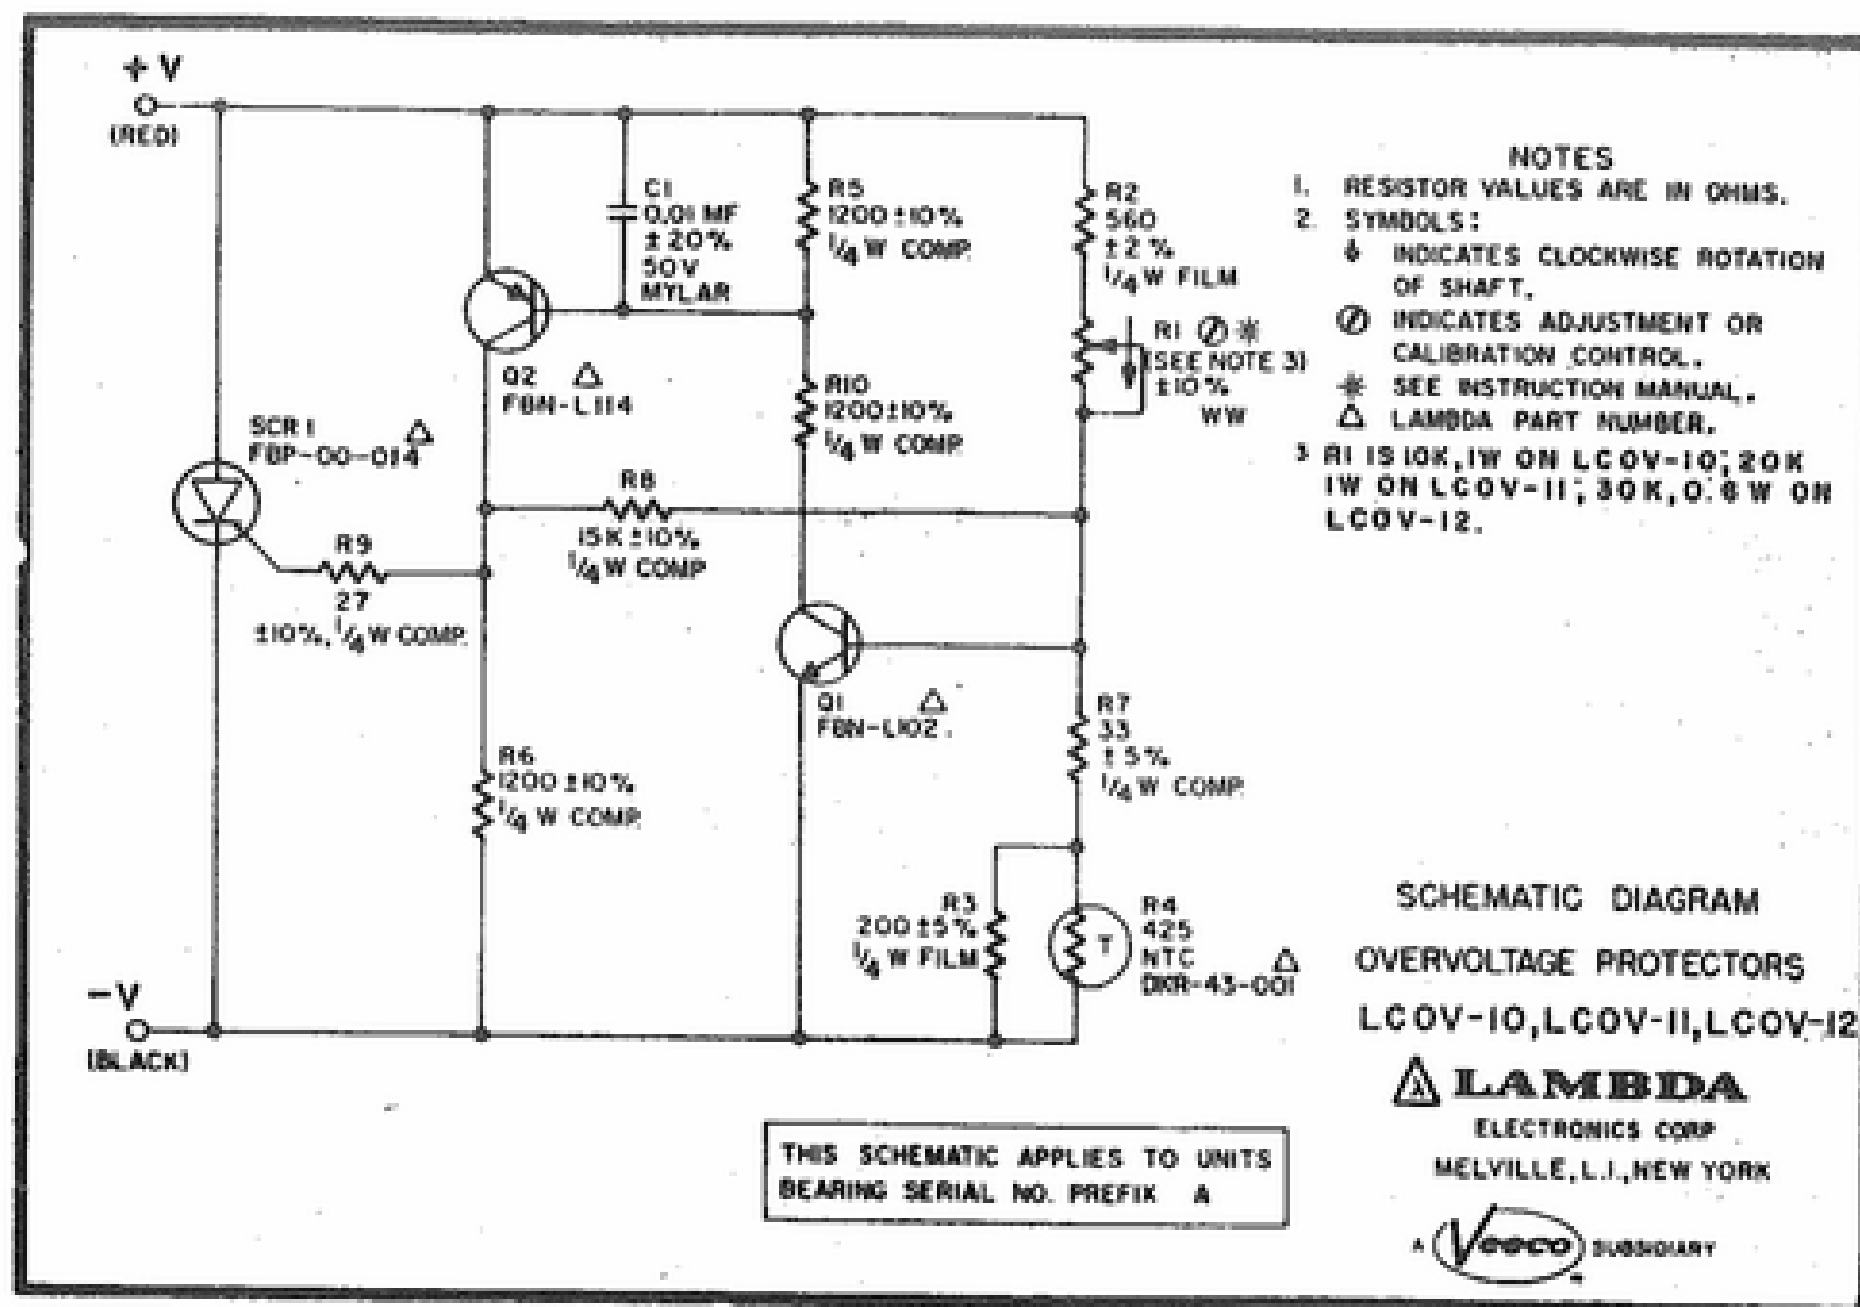 + V
(RED)
C1
0.01 MF
± 20%
50V
MYLAR
R5
1200 ±10%
1/4 W COMP.
R2
560
± 2 %
1/4 W FILM
R1
(SEE NOTE 3)
±10%
WW
Q2 △
FBN-L114
R10
1200±10%
1/4 W COMP.
SCR 1 △
FBP-00-014
R8
15K ±10%
1/4 W COMP
R9
27
±10%, 1/4 W COMP.
Q1 △
FBN-L102.
R7
33
± 5%
1/4 W COMP.
R6
1200 ±10%
1/4 W COMP.
R3
200 ±5%
1/4 W FILM
T
R4
425
NTC △
DKR-43-001
- V
(BLACK)
NOTES
1. RESISTOR VALUES ARE IN OHMS.
2. SYMBOLS:
INDICATES CLOCKWISE ROTATION
OF SHAFT.
INDICATES ADJUSTMENT OR
CALIBRATION CONTROL.
✳ SEE INSTRUCTION MANUAL.
△ LAMBDA PART NUMBER.
3 R1 IS 10K, 1W ON LCOV-10; 20K
1W ON LCOV-11; 30K, 0.8 W ON
LCOV-12.
SCHEMATIC DIAGRAM
OVERVOLTAGE PROTECTORS
LCOV-10, LCOV-11, LCOV-12
LAMBDA
ELECTRONICS CORP
MELVILLE, L.I., NEW YORK
A Veeco SUBSIDIARY
THIS SCHEMATIC APPLIES TO UNITS
BEARING SERIAL NO. PREFIX A